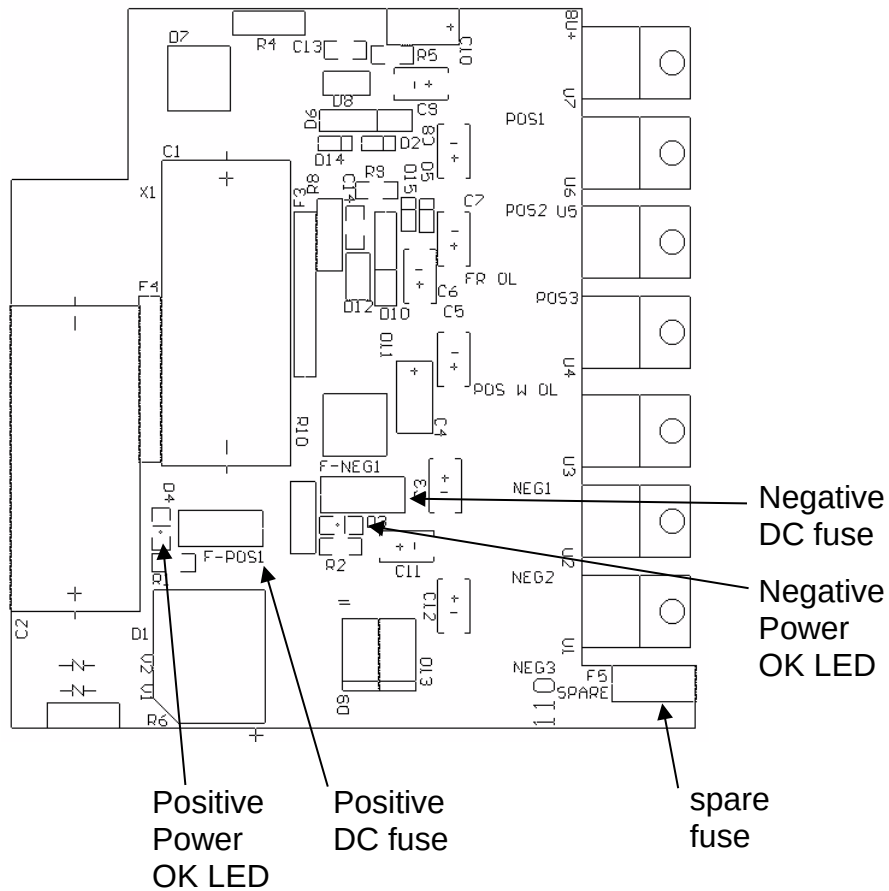 R4
C13
R5
C10
8U+
D7
U8
C9
U7
D6
POS1
D2
C8
D14
C1
X1
R8
C14
R9
D15
D5
U6
F3
C7
POS2 U5
FR OL
F4
C6
POS3
D12
D10
C5
D11
U4
POS W OL
R10
C4
F-NEG1
U3
C3
NEG1
D4
D3
F-POS1
R2
C11
U2
NEG2
C2
D1
C12
U1
V2
V1
D13
NEG3
F5
SPARE
R6
D9
110
Negative
DC fuse
Negative
Power
OK LED
Positive
Power
OK LED
Positive
DC fuse
spare
fuse